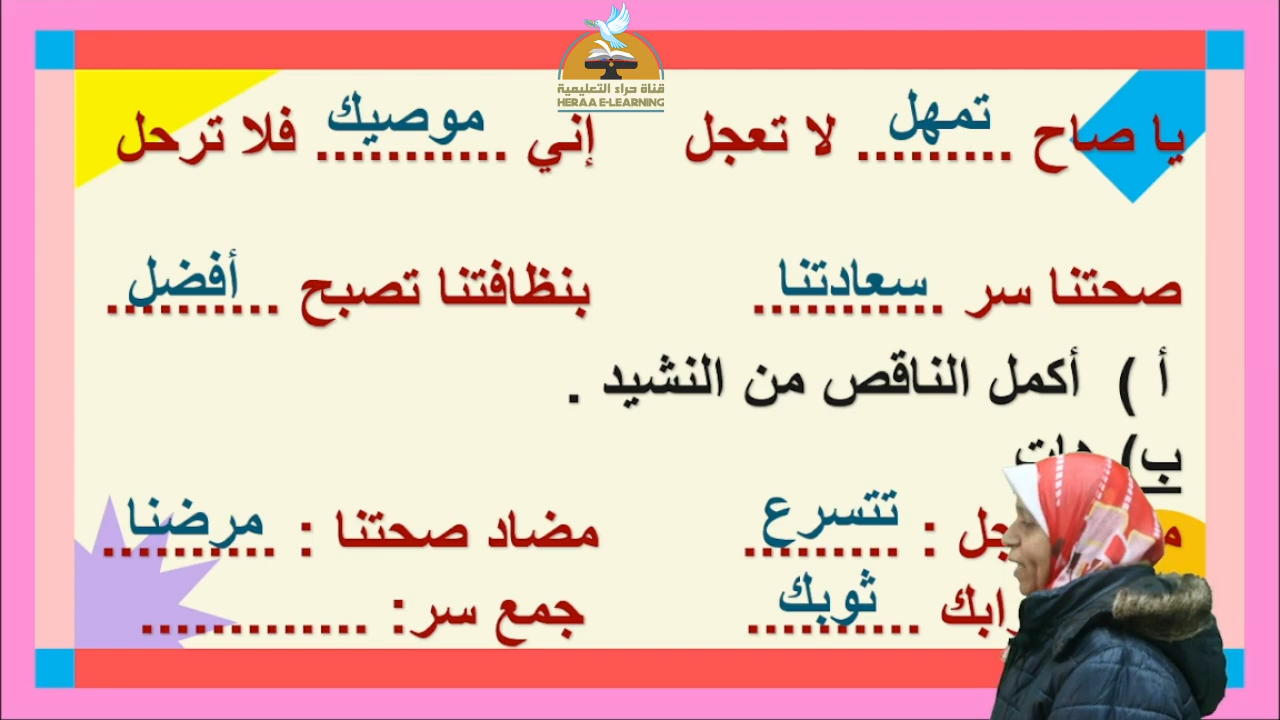 قناة حراء التعليمية
HERAA E-LEARNING
يا صاح تمهل لا تعجل إني موصيك فلا ترحل
صحتنا سر سعادتنا بنظافتنا تصبح أفضل
أ ) أكمل الناقص من النشيد .
ب) هات
: تتسرع مضاد صحتنا : مرضنا
ثوبك جمع سر: .............